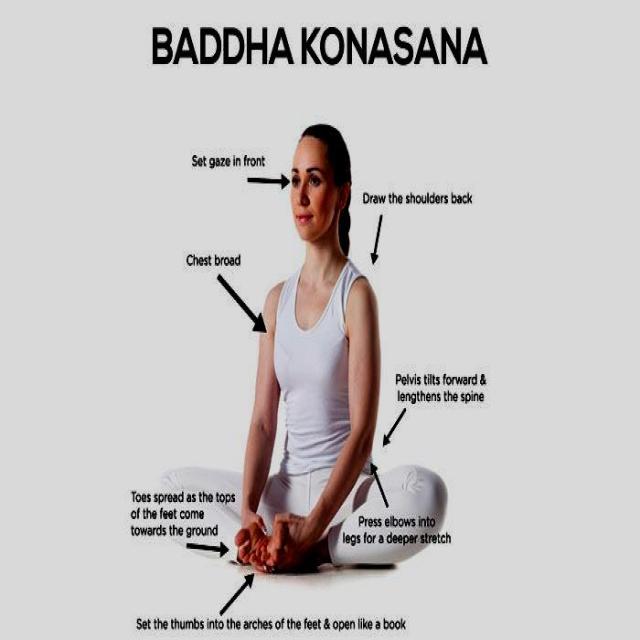 BADDHA KONASANA
Set gaze in front
Draw the shoulders back
Chest broad
Pelvis tilts forward &
lengthens the spine
Toes spread as the tops
of the feet come
towards the ground
Press elbows into
legs for a deeper stretch
Set the thumbs into the arches of the feet & open like a book